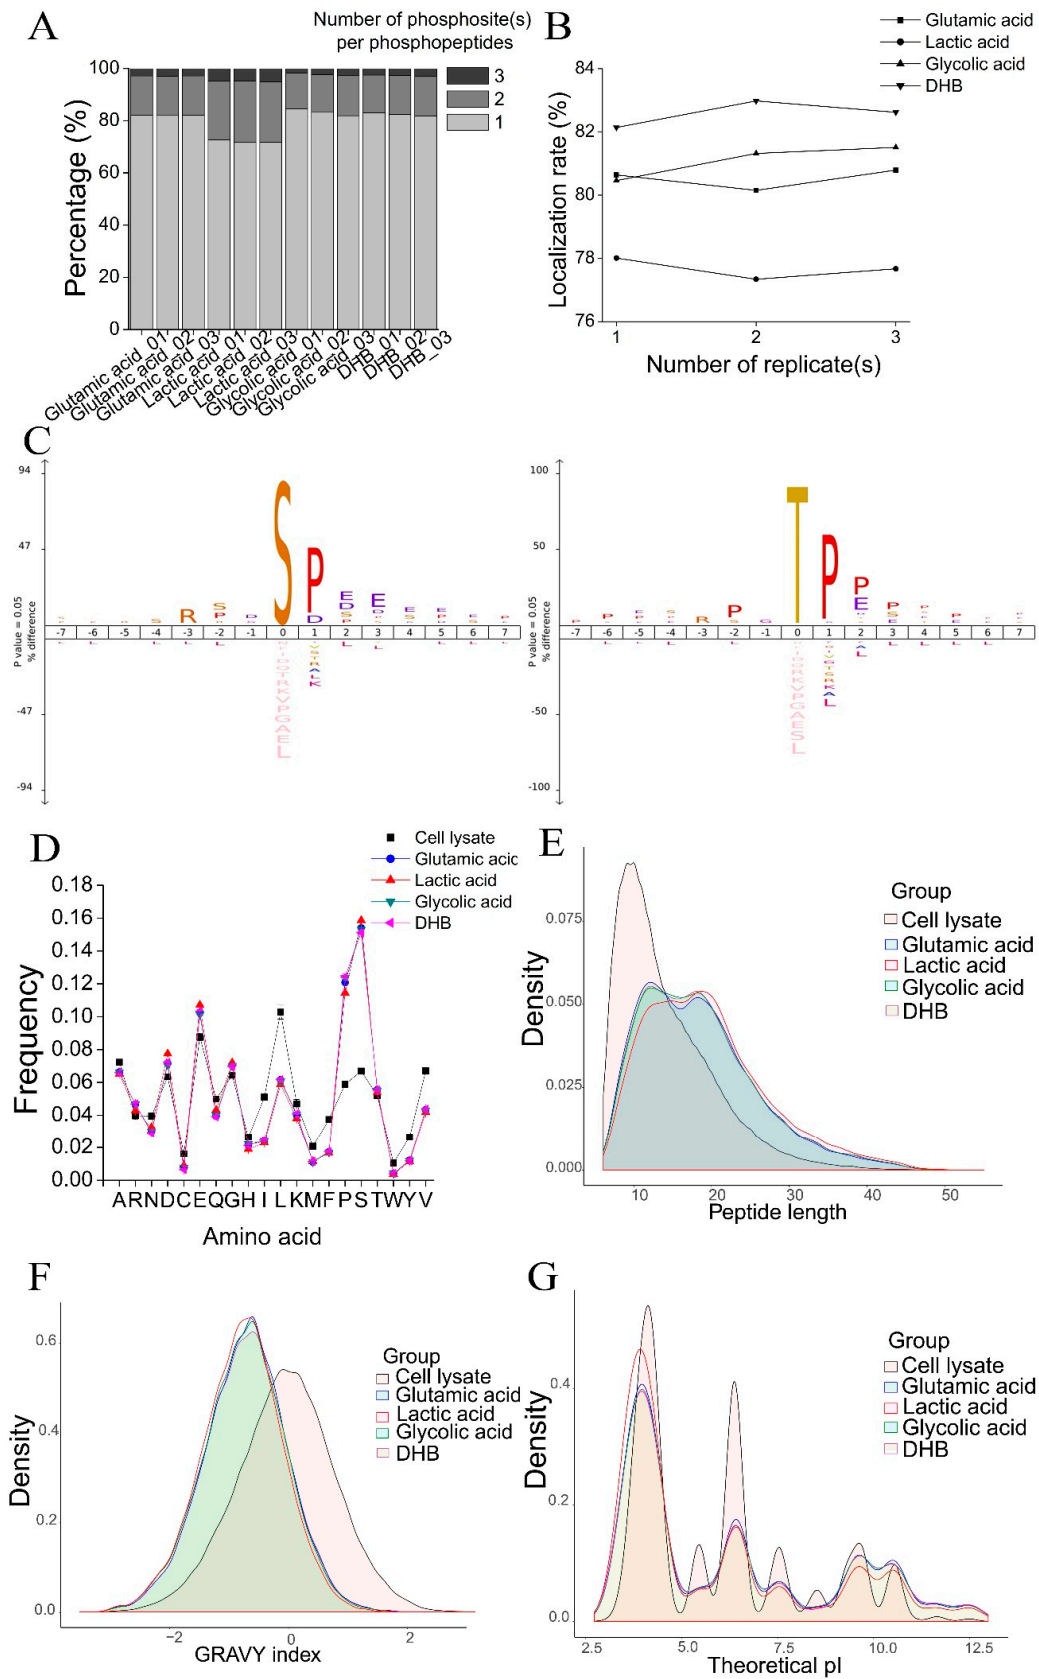 A
Number of phosphosite(s)
per phosphopeptides
3
2
1
Percentage (%)
100
80
60
40
20
0
Glutamic acid_01
Glutamic acid_02
Glutamic acid_03
Lactic acid_01
Lactic acid_02
Lactic acid_03
Glycolic acid_01
Glycolic acid_02
Glycolic acid_03
DHB_01
DHB_02
DHB_03
B
Glutamic acid
Lactic acid
Glycolic acid
DHB
Localization rate (%)
84
82
80
78
76
1 2 3
Number of replicate(s)
C
94
47
-47
-94
P value = 0.05
% difference
-7 -6 -5 -4 -3 -2 -1 0 1 2 3 4 5 6 7
R
S
P
D
S
P
D
E
D
E
E
E
T
R
K
V
P
G
A
E
L
100
50
-50
-100
P value = 0.05
% difference
-7 -6 -5 -4 -3 -2 -1 0 1 2 3 4 5 6 7
P
T
P
P
E
P
V
P
G
A
E
S
L
A
L
D
Cell lysate
Glutamic acid
Lactic acid
Glycolic acid
DHB
Frequency
0.18
0.16
0.14
0.12
0.10
0.08
0.06
0.04
0.02
0.00
A R N D C E Q G H I L K M F P S T W Y V
Amino acid
E
Group
Cell lysate
Glutamic acid
Lactic acid
Glycolic acid
DHB
Density
0.075
0.050
0.025
0.000
10 20 30 40 50
Peptide length
F
Group
Cell lysate
Glutamic acid
Lactic acid
Glycolic acid
DHB
Density
0.6
0.4
0.2
0.0
−2 0 2
GRAVY index
G
Group
Cell lysate
Glutamic acid
Lactic acid
Glycolic acid
DHB
Density
0.4
0.2
0.0
2.5 5.0 7.5 10.0 12.5
Theoretical pI